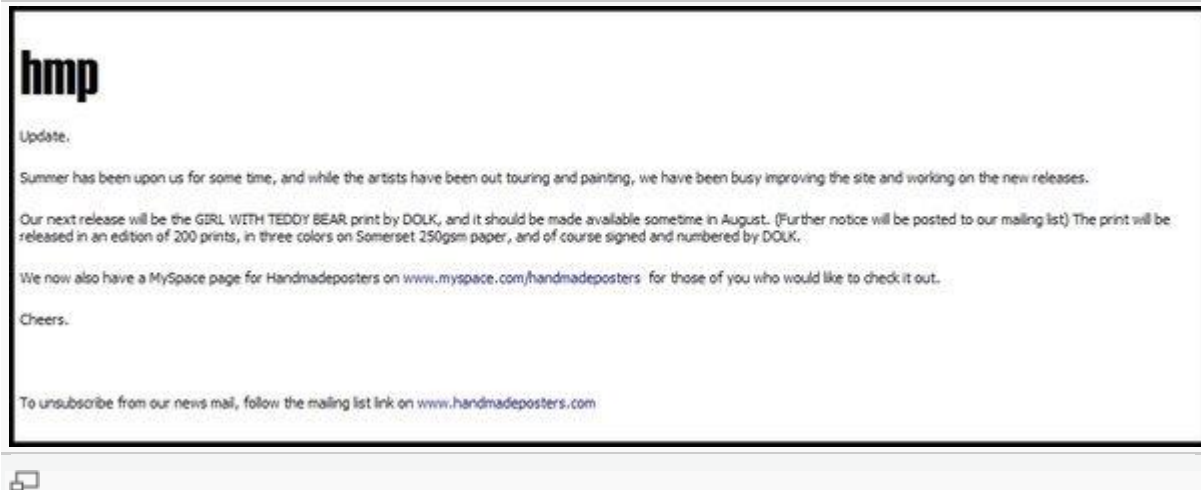 hmp
Update.
Summer has been upon us for some time, and while the artists have been out touring and painting, we have been busy improving the site and working on the new releases.
Our next release will be the GIRL WITH TEDDY BEAR print by DOLK, and it should be made available sometime in August. (Further notice will be posted to our mailing list) The print will be
released in an edition of 200 prints, in three colors on Somerset 250gsm paper, and of course signed and numbered by DOLK.
We now also have a MySpace page for Handmadeposters on www.myspace.com/handmadeposters for those of you who would like to check it out.
Cheers.
To unsubscribe from our news mail, follow the mailing list link on www.handmadeposters.com